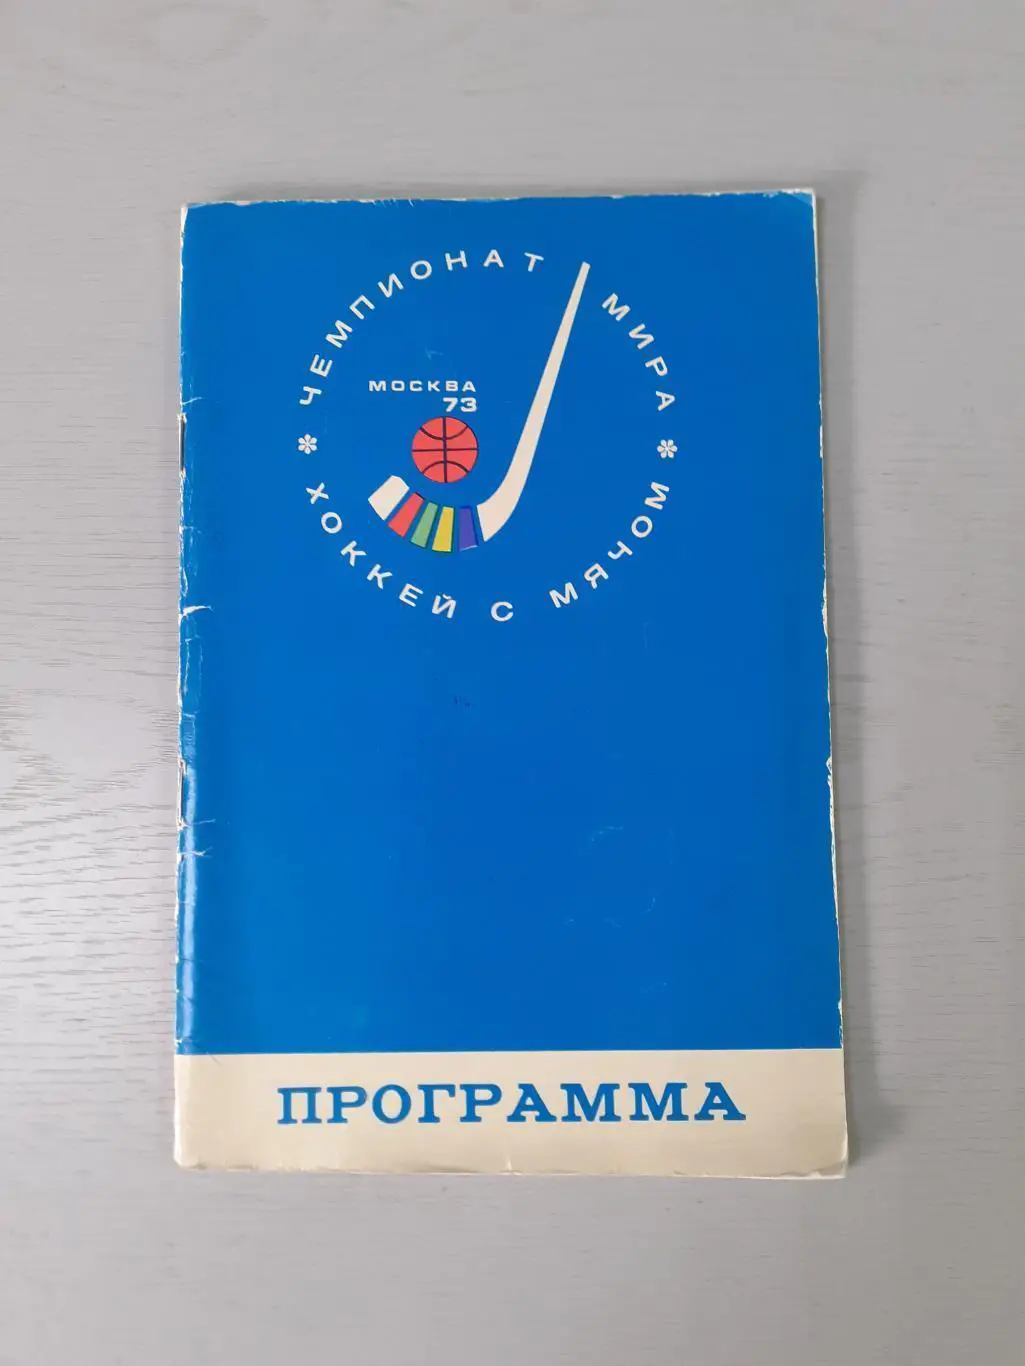 ЧЕМПИОНАТ МИРА
МОСКВА
73
ХОККЕЙ С МЯЧОМ
ПРОГРАММА